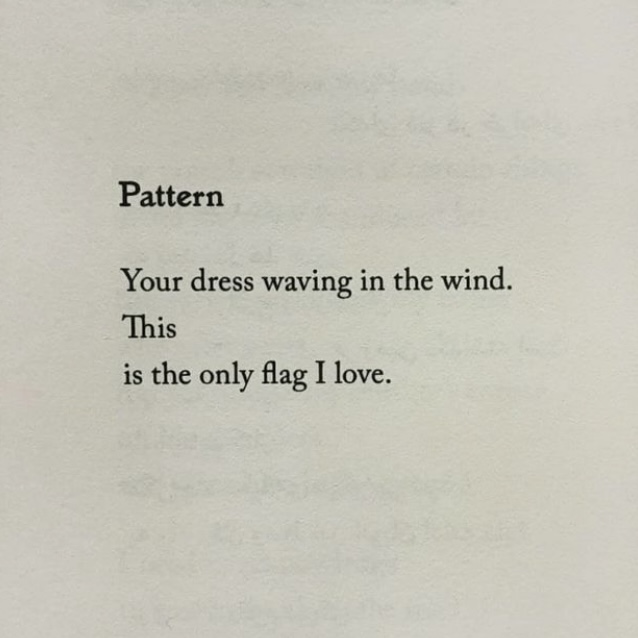 Pattern
Your dress waving in the wind.
This
is the only flag I love.